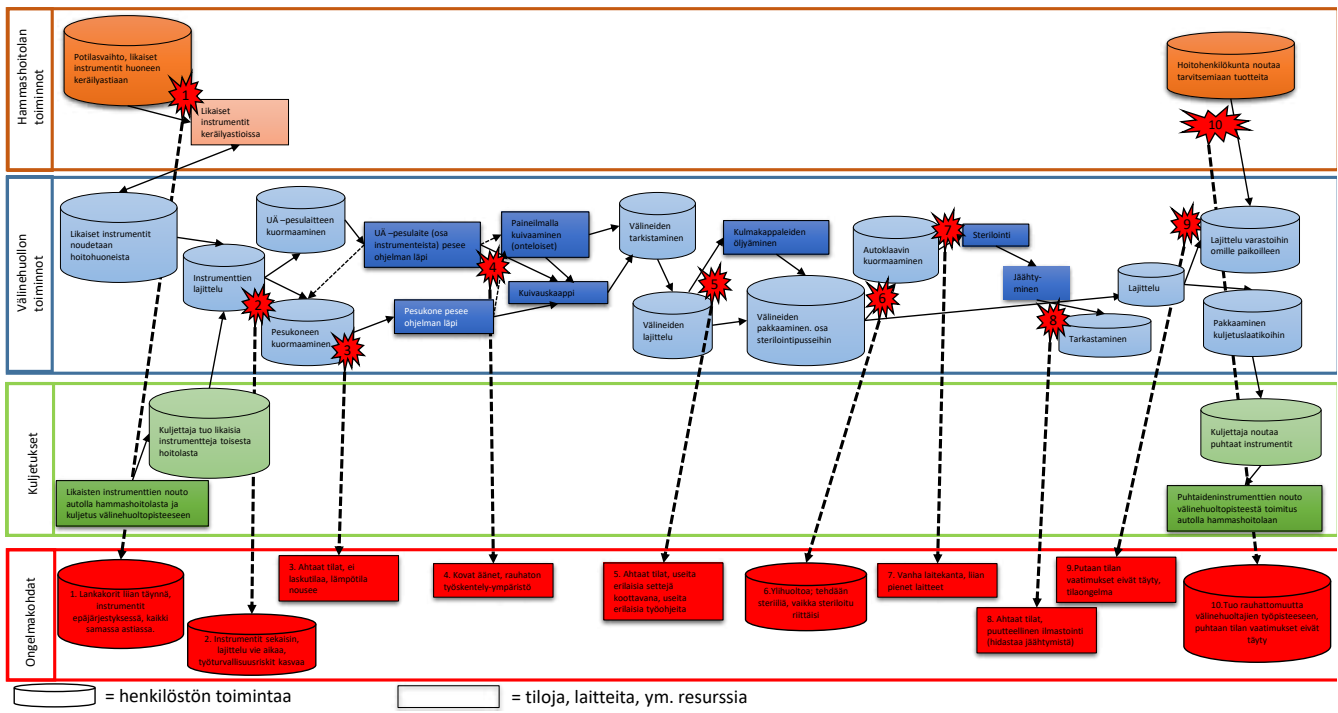 Hammashoitolan
toiminnot
Potilasvaihto, likaiset
instrumentit huoneen
keräilyastiaan
1
Likaiset
instrumentit
keräilyastioissa
Hoitohenkilökunta noutaa
tarvitsemiaan tuotteita
10
Välinehuollon
toiminnot
Likaiset instrumentit
noudetaan
hoitohuoneista
Instrumenttien
lajittelu
2
UÄ –pesulaitteen
kuormaaminen
Pesukoneen
kuormaaminen
3
UÄ –pesulaite (osa
instrumenteista) pesee
ohjelman läpi
Pesukone pesee
ohjelman läpi
4
Paineilmalla
kuivaaminen
(onteloiset)
Kuivauskaappi
Välineiden
tarkistaminen
Välineiden
lajittelu
5
Kulmakappaleiden
öljyäminen
Välineiden
pakkaaminen. osa
sterilointipusseihin
6
Autoklaavin
kuormaaminen
7
Sterilointi
Jäähty-
minen
8
Tarkastaminen
Lajittelu
9
Lajittelu varastoihin
omille paikoilleen
Pakkaaminen
kuljetuslaatikoihin
Kuljetukset
Kuljettaja tuo likaisia
instrumentteja toisesta
hoitolasta
Likaisten instrumenttien nouto
autolla hammashoitolasta ja
kuljetus välinehuoltopisteeseen
Kuljettaja noutaa
puhtaat instrumentit
Puhtaideninstrumenttien nouto
välinehuoltopisteestä toimitus
autolla hammashoitolaan
Ongelmakohdat
1. Lankakorit liian täynnä,
instrumentit
epäjärjestyksessä, kaikki
samassa astiassa.
2. Instrumentit sekaisin,
lajittelu vie aikaa,
työturvallisuusriskit kasvaa
3. Ahtaat tilat, ei
laskutilaa, lämpötila
nousee
4. Kovat äänet, rauhaton
työskentely-ympäristö
5. Ahtaat tilat, useita
erilaisia settejä
koottavana, useita
erilaisia työohjeita
6.Ylihuoltoa; tehdään
steriiliä, vaikka steriloitu
riittäisi
7. Vanha laitekanta, liian
pienet laitteet
8. Ahtaat tilat,
puutteellinen ilmastointi
(hidastaa jäähtymistä)
9.Putaan tilan
vaatimukset eivät täyty,
tilaongelma
10.Tuo rauhattomuutta
välinehuoltajien työpisteeseen,
puhtaan tilan vaatimukset eivät
täyty
= henkilöstön toimintaa
= tiloja, laitteita, ym. resurssia